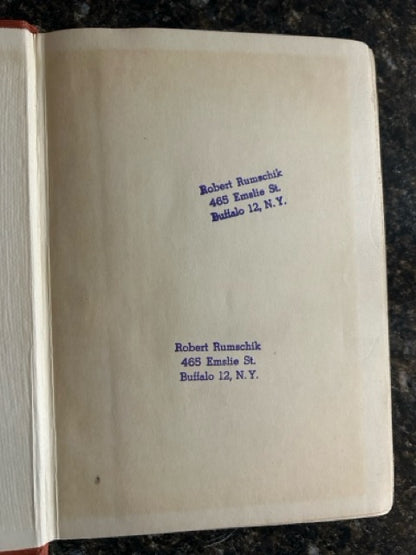 Robert Rumschik
465 Emslie St.
Buffalo 12, N.Y.
Robert Rumschik
465 Emslie St.
Buffalo 12, N.Y.